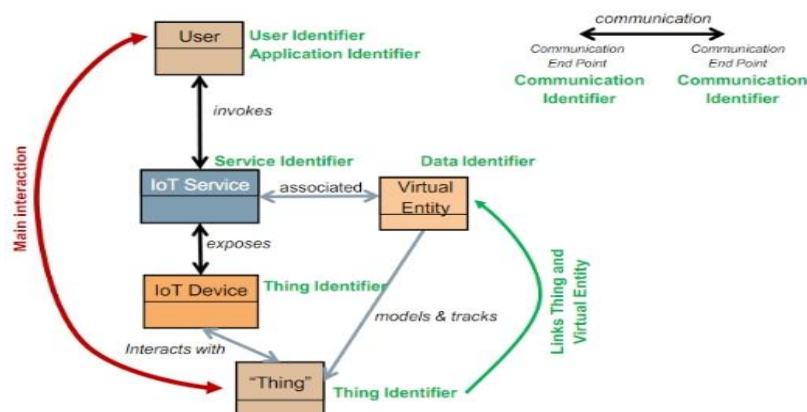 User
User Identifier
Application Identifier
communication
Communication
End Point
Communication
Identifier
Communication
End Point
Communication
Identifier
invokes
Main interaction
Service Identifier
Data Identifier
IoT Service
associated
Virtual
Entity
exposes
IoT Device
Thing Identifier
models & tracks
Links Thing and
Virtual Entity
Interacts with
"Thing"
Thing Identifier